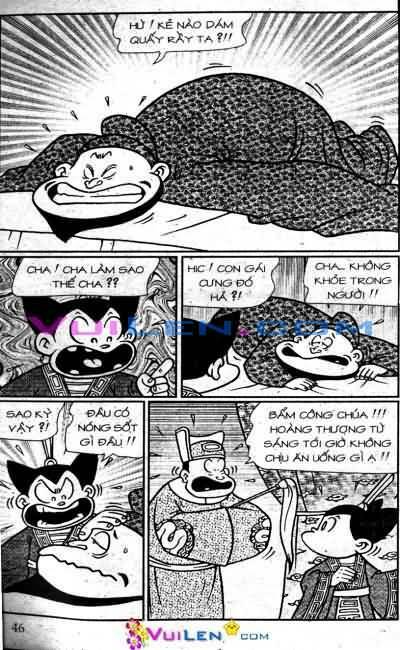 HỨ! KẺ NÀO DÁM
QUẤY RẦY TA?!!
CHA! CHA LÀM SAO
THẾ CHA??
HIC! CON GÁI
CƯNG ĐÓ
HẢ?!
CHA... KHÔNG
KHỎE TRONG
NGƯỜI!!
VUILEN.COM
SAO KỲ
VẬY?!
ĐÂU CÓ
NÓNG SỐT
GÌ ĐÂU!!
BẨM CÔNG CHÚA!!!
HOÀNG THƯỢNG TỪ
SÁNG TỚI GIỜ KHÔNG
CHỊU ĂN UỐNG GÌ Ạ!!
46
VUILEN.COM